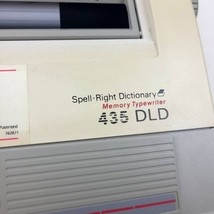 Spell-Right Dictionary
Memory Typewriter
435 DLD